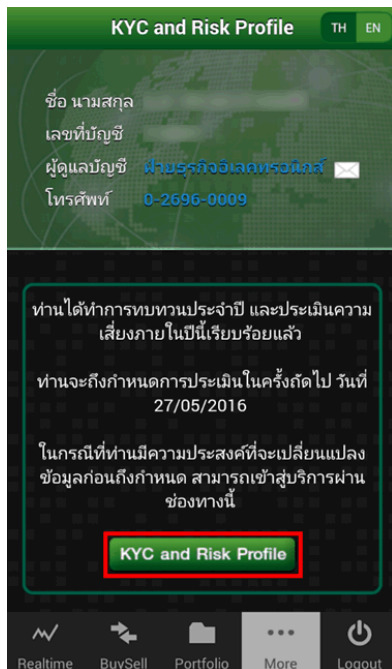 KYC and Risk Profile
TH EN
ชื่อ นามสกุล
เลขที่บัญชี
ผู้ดูแลบัญชี ฝ่ายธุรกิจอิเลคทรอนิกส์
โทรศัพท์ 0-2696-0009
ท่านได้ทำการทบทวนประจำปี และประเมินความ
เสี่ยงภายในปีนี้เรียบร้อยแล้ว
ท่านจะถึงกำหนดการประเมินในครั้งถัดไป วันที่
27/05/2016
ในกรณีที่ท่านมีความประสงค์ที่จะเปลี่ยนแปลง
ข้อมูลก่อนถึงกำหนด สามารถเข้าสู่บริการผ่าน
ช่องทางนี้
KYC and Risk Profile
Realtime BuySell Portfolio More Logout